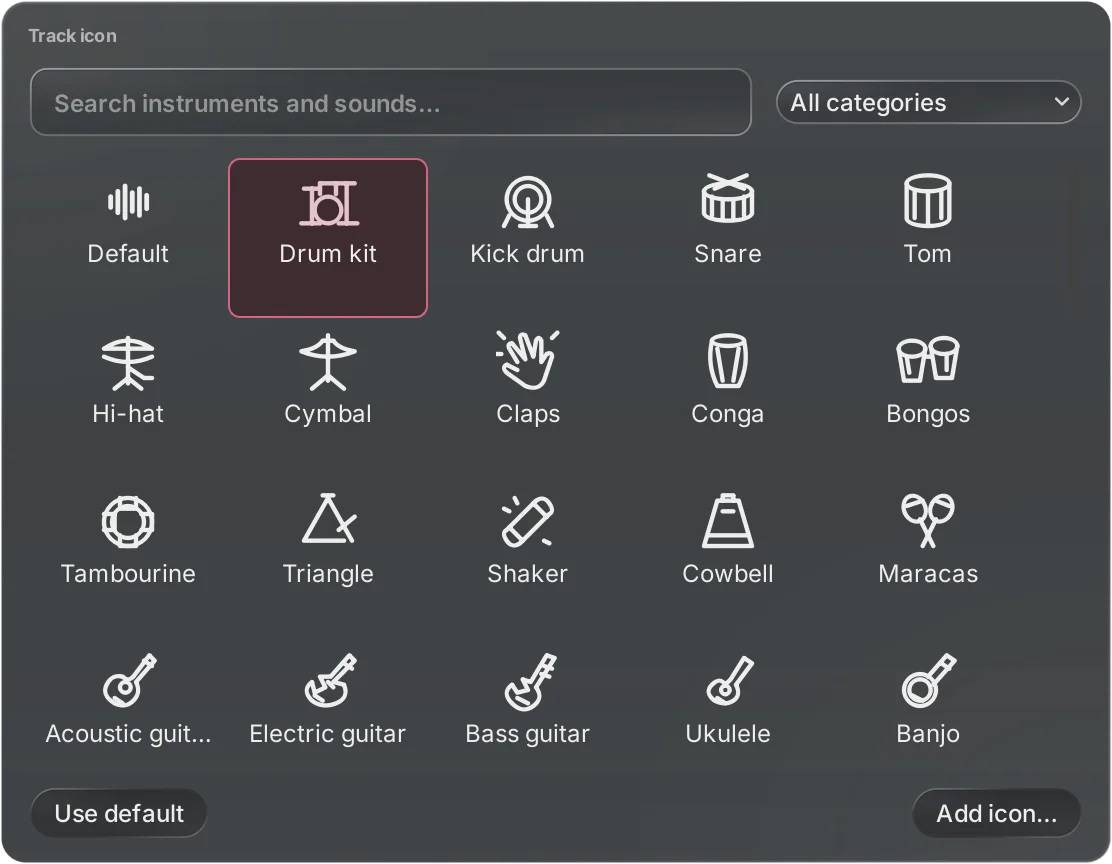 Track icon
Search instruments and sounds...
All categories
Default
Drum kit
Kick drum
Snare
Tom
Hi-hat
Cymbal
Claps
Conga
Bongos
Tambourine
Triangle
Shaker
Cowbell
Maracas
Acoustic guit...
Electric guitar
Bass guitar
Ukulele
Banjo
Use default
Add icon...